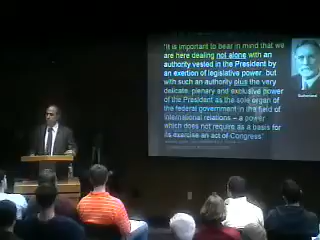 "It is important to bear in mind that we
are here dealing not alone with an
authority vested in the President by
an exertion of legislative power, but
with such an authority plus the very
delicate, plenary and exclusive power
of the President as the sole organ of
the federal government in the field of
international relations – a power
which does not require as a basis for
its exercise an act of Congress"
Sutherland